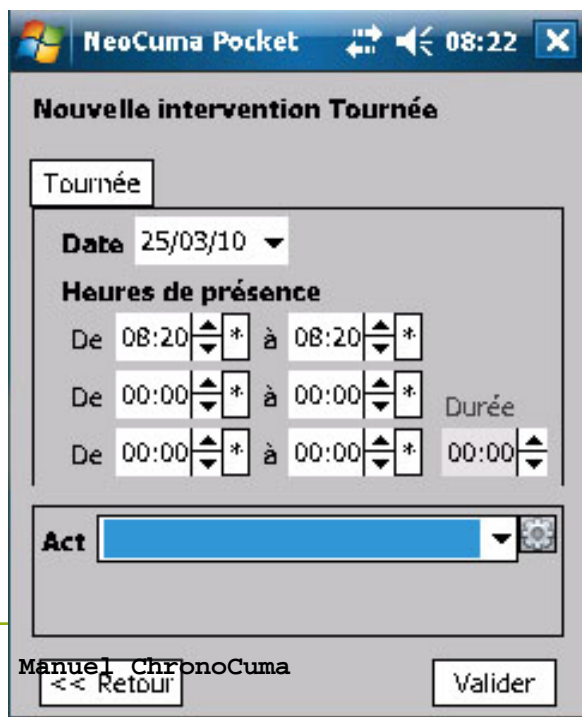 NeoCuma Pocket 08:22
Nouvelle intervention Tournée
Tournée
Date 25/03/10
Heures de présence
De 08:20 * à 08:20 *
De 00:00 * à 00:00 * Durée
De 00:00 * à 00:00 * 00:00
Act
Manuel ChronoCuma
<< Retour Valider